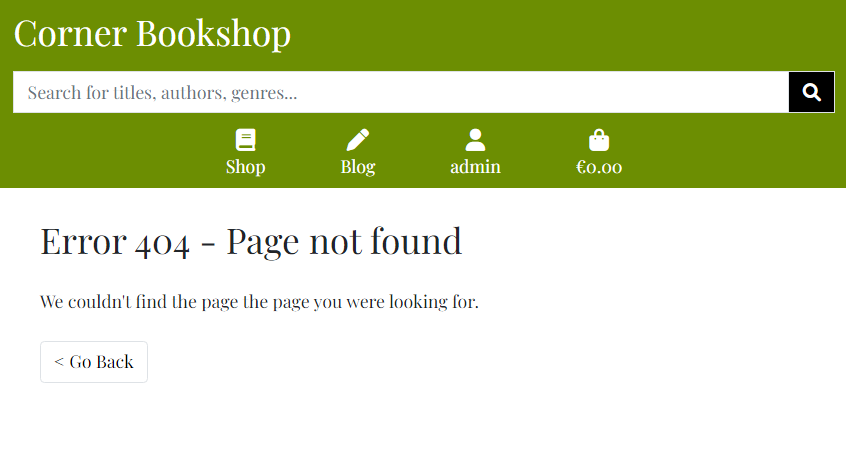 Corner Bookshop
Search for titles, authors, genres...
Shop Blog admin €0.00
Error 404 - Page not found
We couldn't find the page the page you were looking for.
< Go Back